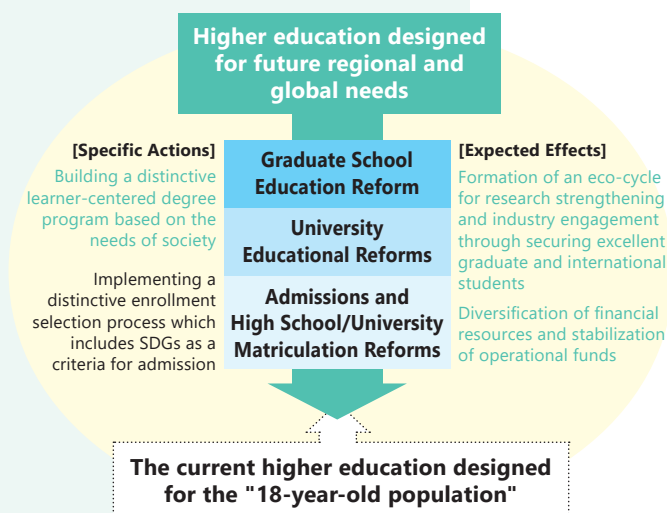 Higher education designed
for future regional and
global needs
[Specific Actions]
Building a distinctive
learner-centered degree
program based on the
needs of society
Implementing a
distinctive enrollment
selection process which
includes SDGs as a
criteria for admission
Graduate School
Education Reform
University
Educational Reforms
Admissions and
High School/University
Matriculation Reforms
[Expected Effects]
Formation of an eco-cycle
for research strengthening
and industry engagement
through securing excellent
graduate and international
students
Diversification of financial
resources and stabilization
of operational funds
The current higher education designed
for the "18-year-old population"